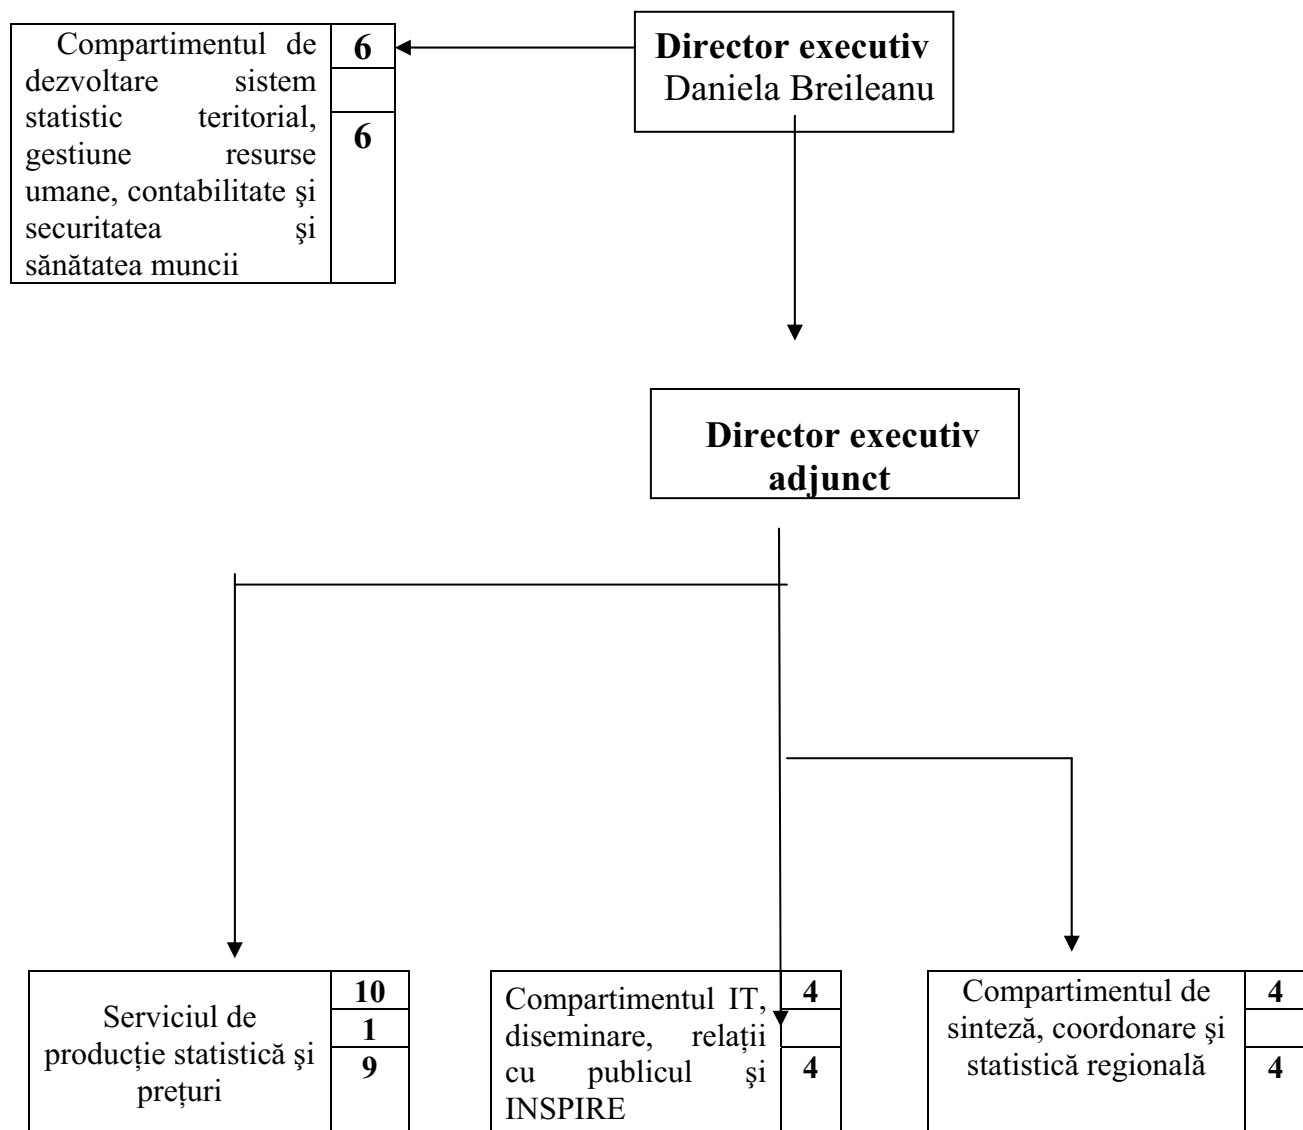 Compartimentul de
dezvoltare sistem
statistic teritorial,
gestiune resurse
umane, contabilitate şi
securitatea şi
sănătatea muncii
6
6
Director executiv
Daniela Breileanu
Director executiv
adjunct
Serviciul de
producție statistică şi
prețuri
10
1
9
Compartimentul IT,
diseminare, relații
cu publicul şi
INSPIRE
4
4
Compartimentul de
sinteză, coordonare şi
statistică regională
4
4